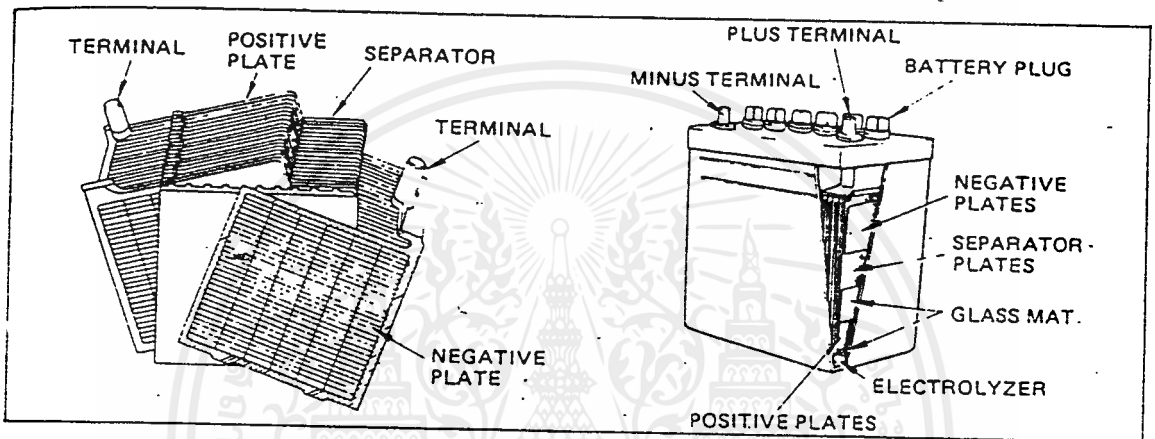 TERMINAL
POSITIVE
PLATE
SEPARATOR
TERMINAL
NEGATIVE
PLATE
PLUS TERMINAL
MINUS TERMINAL
BATTERY PLUG
NEGATIVE
PLATES
SEPARATOR -
PLATES
GLASS MAT.
ELECTROLYZER
POSITIVE PLATES